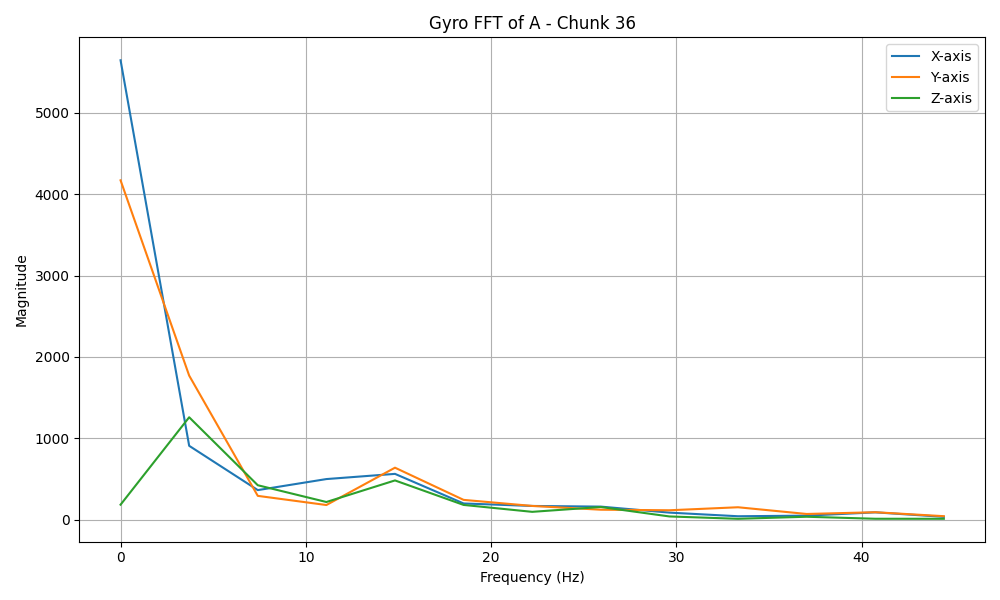 Gyro FFT of A - Chunk 36
X-axis
Y-axis
Z-axis
5000
4000
3000
2000
1000
0
Magnitude
0 10 20 30 40
Frequency (Hz)